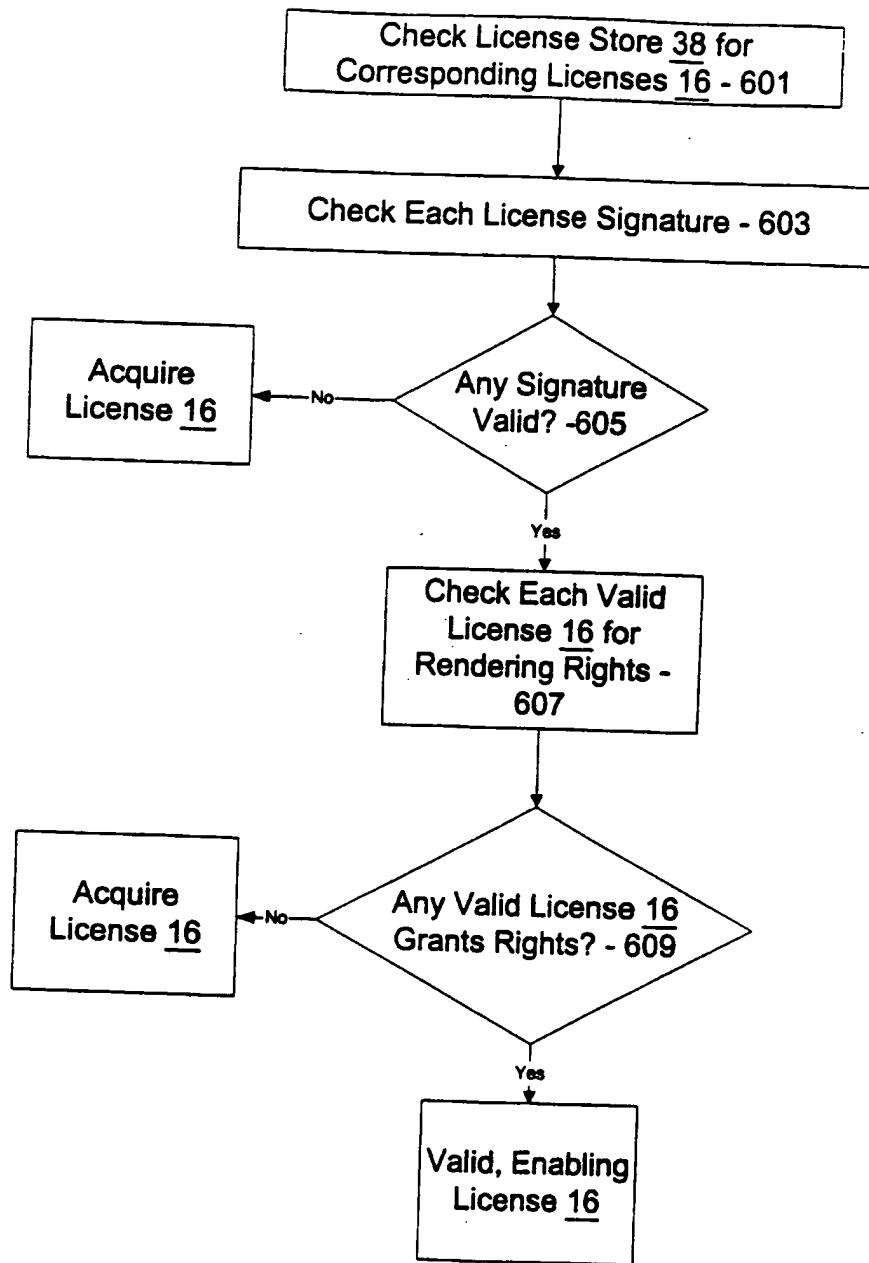 Check License Store 38 for
Corresponding Licenses 16 - 601
Check Each License Signature - 603
Any Signature
Valid? -605
No
Acquire
License 16
Yes
Check Each Valid
License 16 for
Rendering Rights -
607
Any Valid License 16
Grants Rights? - 609
No
Acquire
License 16
Yes
Valid, Enabling
License 16